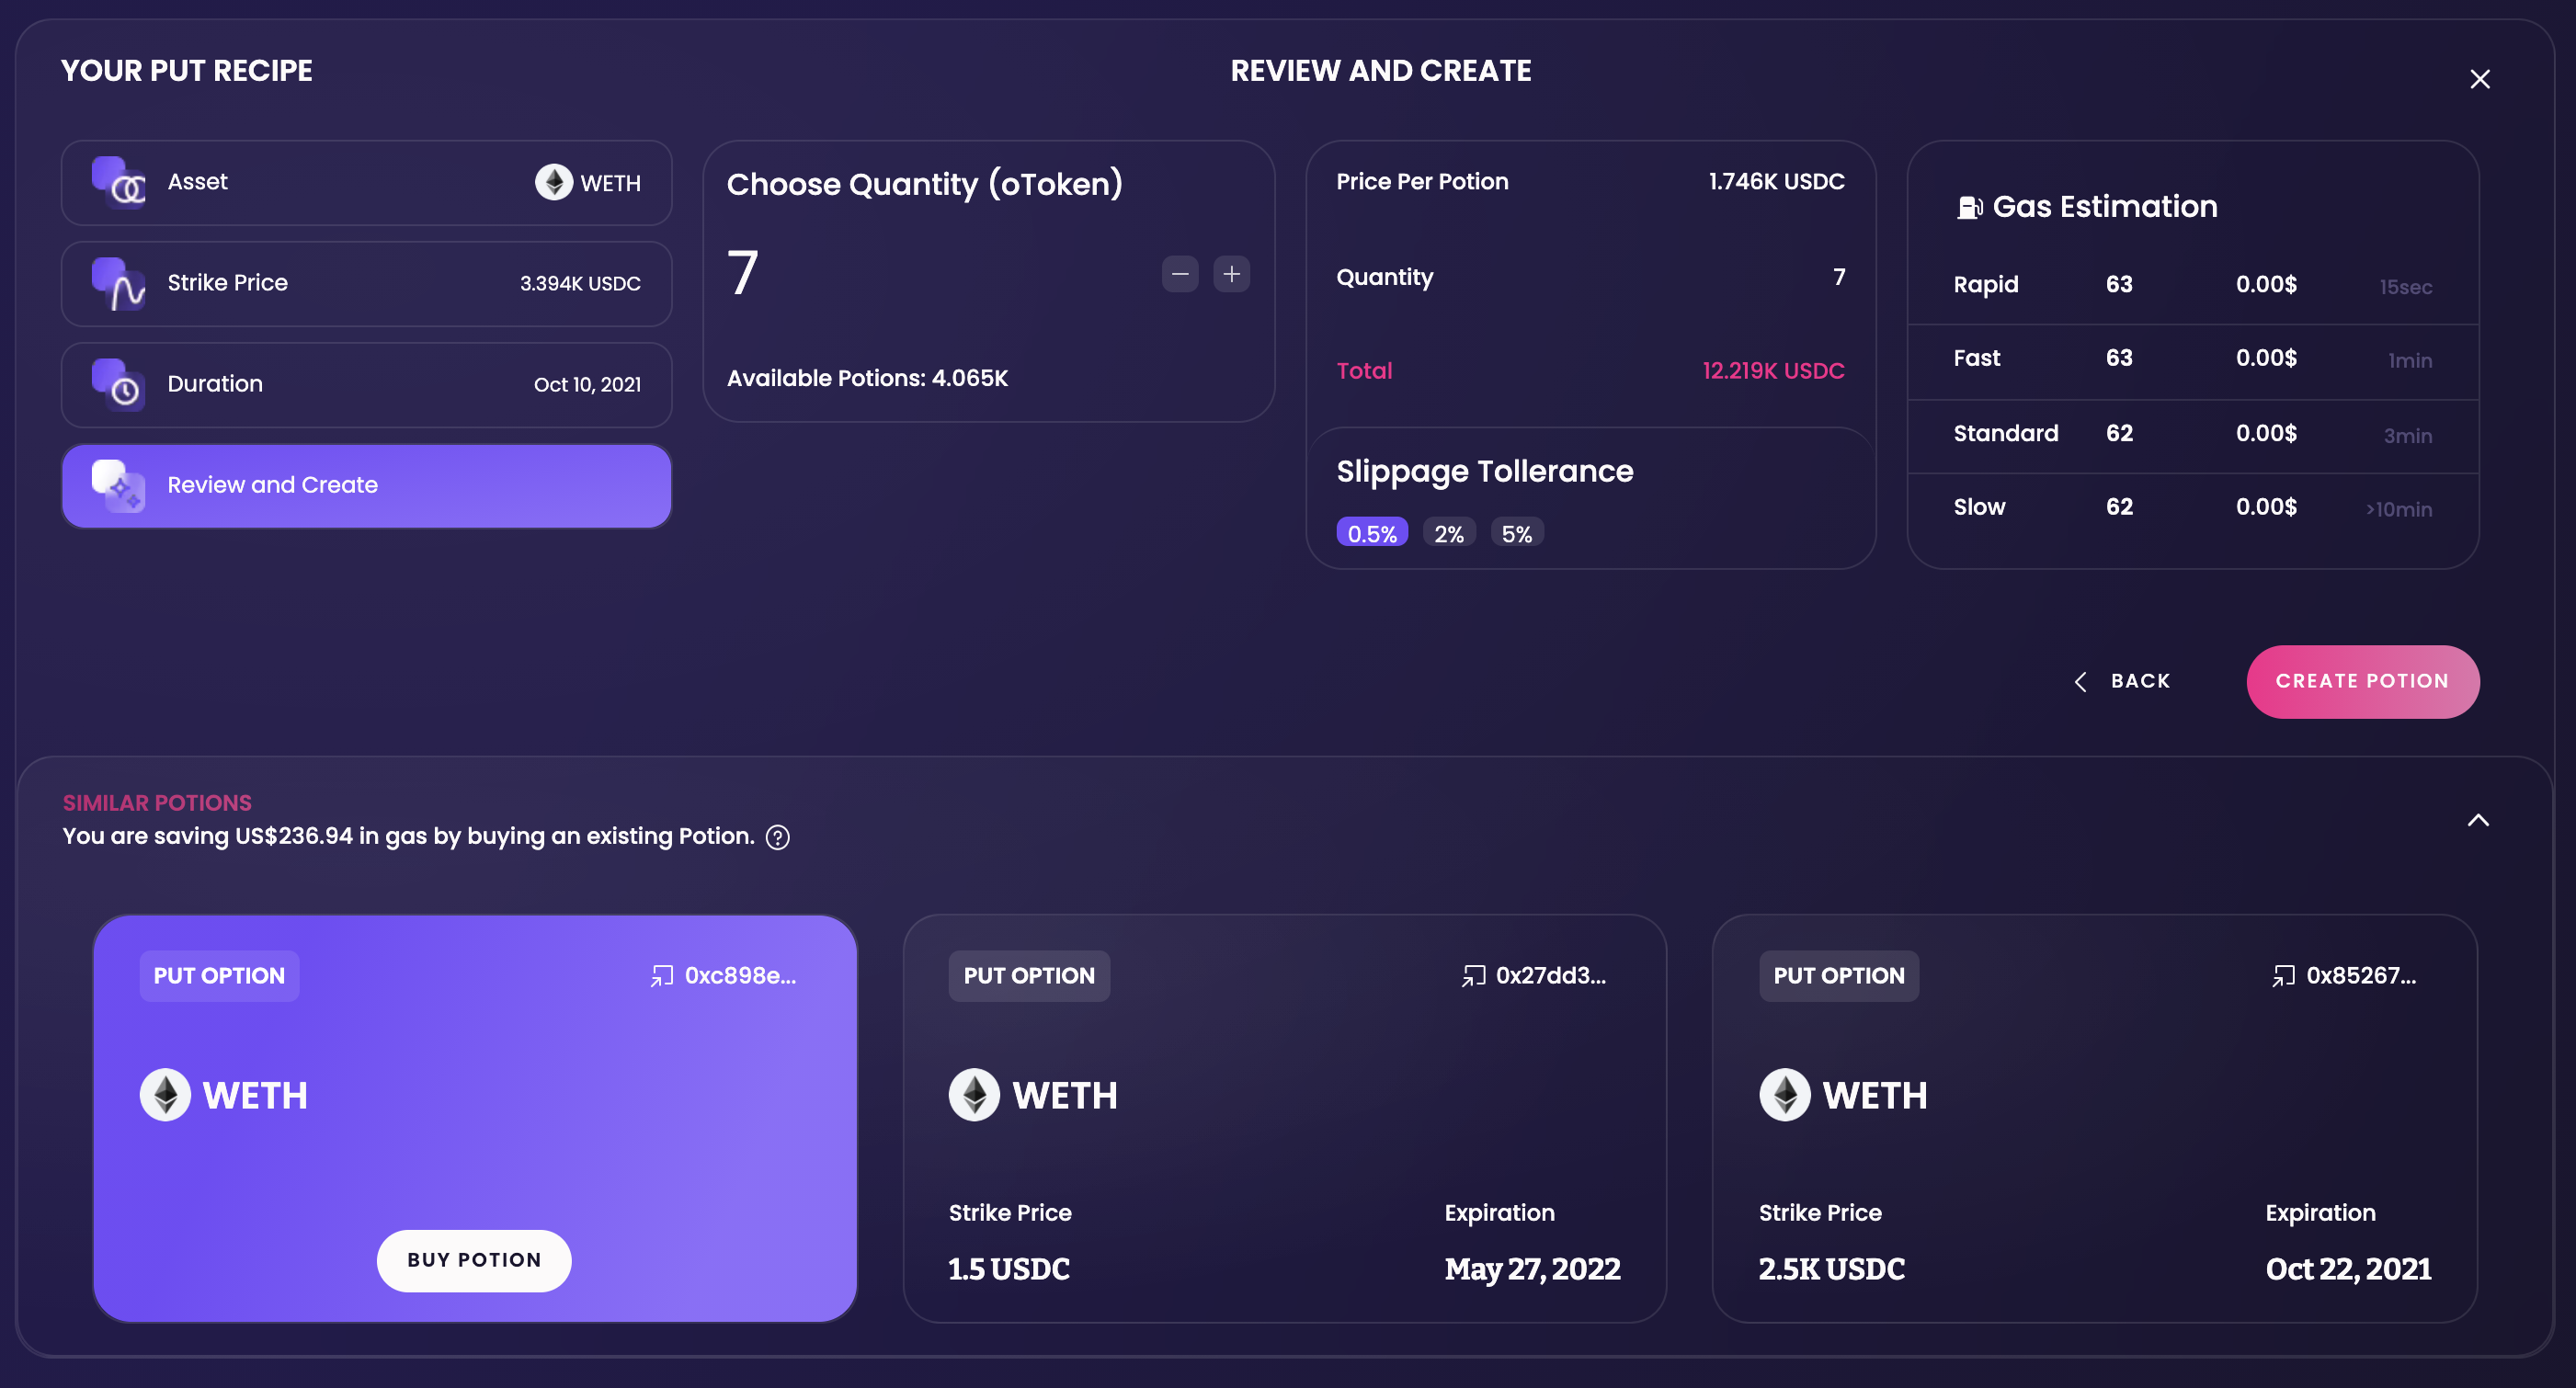 YOUR PUT RECIPE
REVIEW AND CREATE
Asset
WETH
Strike Price
3.394K USDC
Duration
Oct 10, 2021
Review and Create
Choose Quantity (oToken)
7
Available Potions: 4.065K
Price Per Potion 1.746K USDC
Quantity 7
Total 12.219K USDC
Slippage Tollerance
0.5% 2% 5%
Gas Estimation
Rapid 63 0.00$ 15sec
Fast 63 0.00$ 1min
Standard 62 0.00$ 3min
Slow 62 0.00$ >10min
BACK
CREATE POTION
SIMILAR POTIONS
You are saving US$236.94 in gas by buying an existing Potion.
PUT OPTION 0xc898e...
WETH
BUY POTION
PUT OPTION 0x27dd3...
WETH
Strike Price Expiration
1.5 USDC May 27, 2022
PUT OPTION 0x85267...
WETH
Strike Price Expiration
2.5K USDC Oct 22, 2021